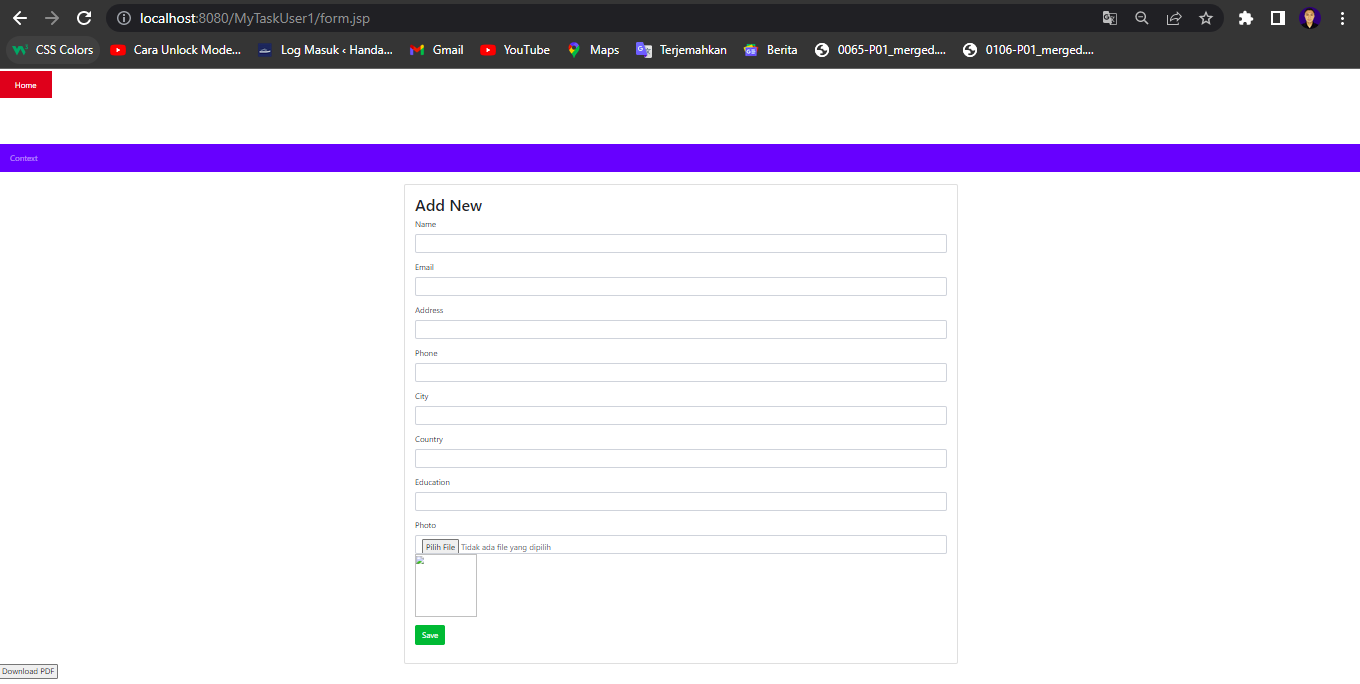 localhost:8080/MyTaskUser1/form.jsp
CSS Colors Cara Unlock Mode... Log Masuk ‹ Handa... Gmail YouTube Maps Terjemahkan Berita 0065-P01_merged.... 0106-P01_merged....
Home
Context
Add New
Name
Email
Address
Phone
City
Country
Education
Photo
Pilih File Tidak ada file yang dipilih
Save
Download PDF